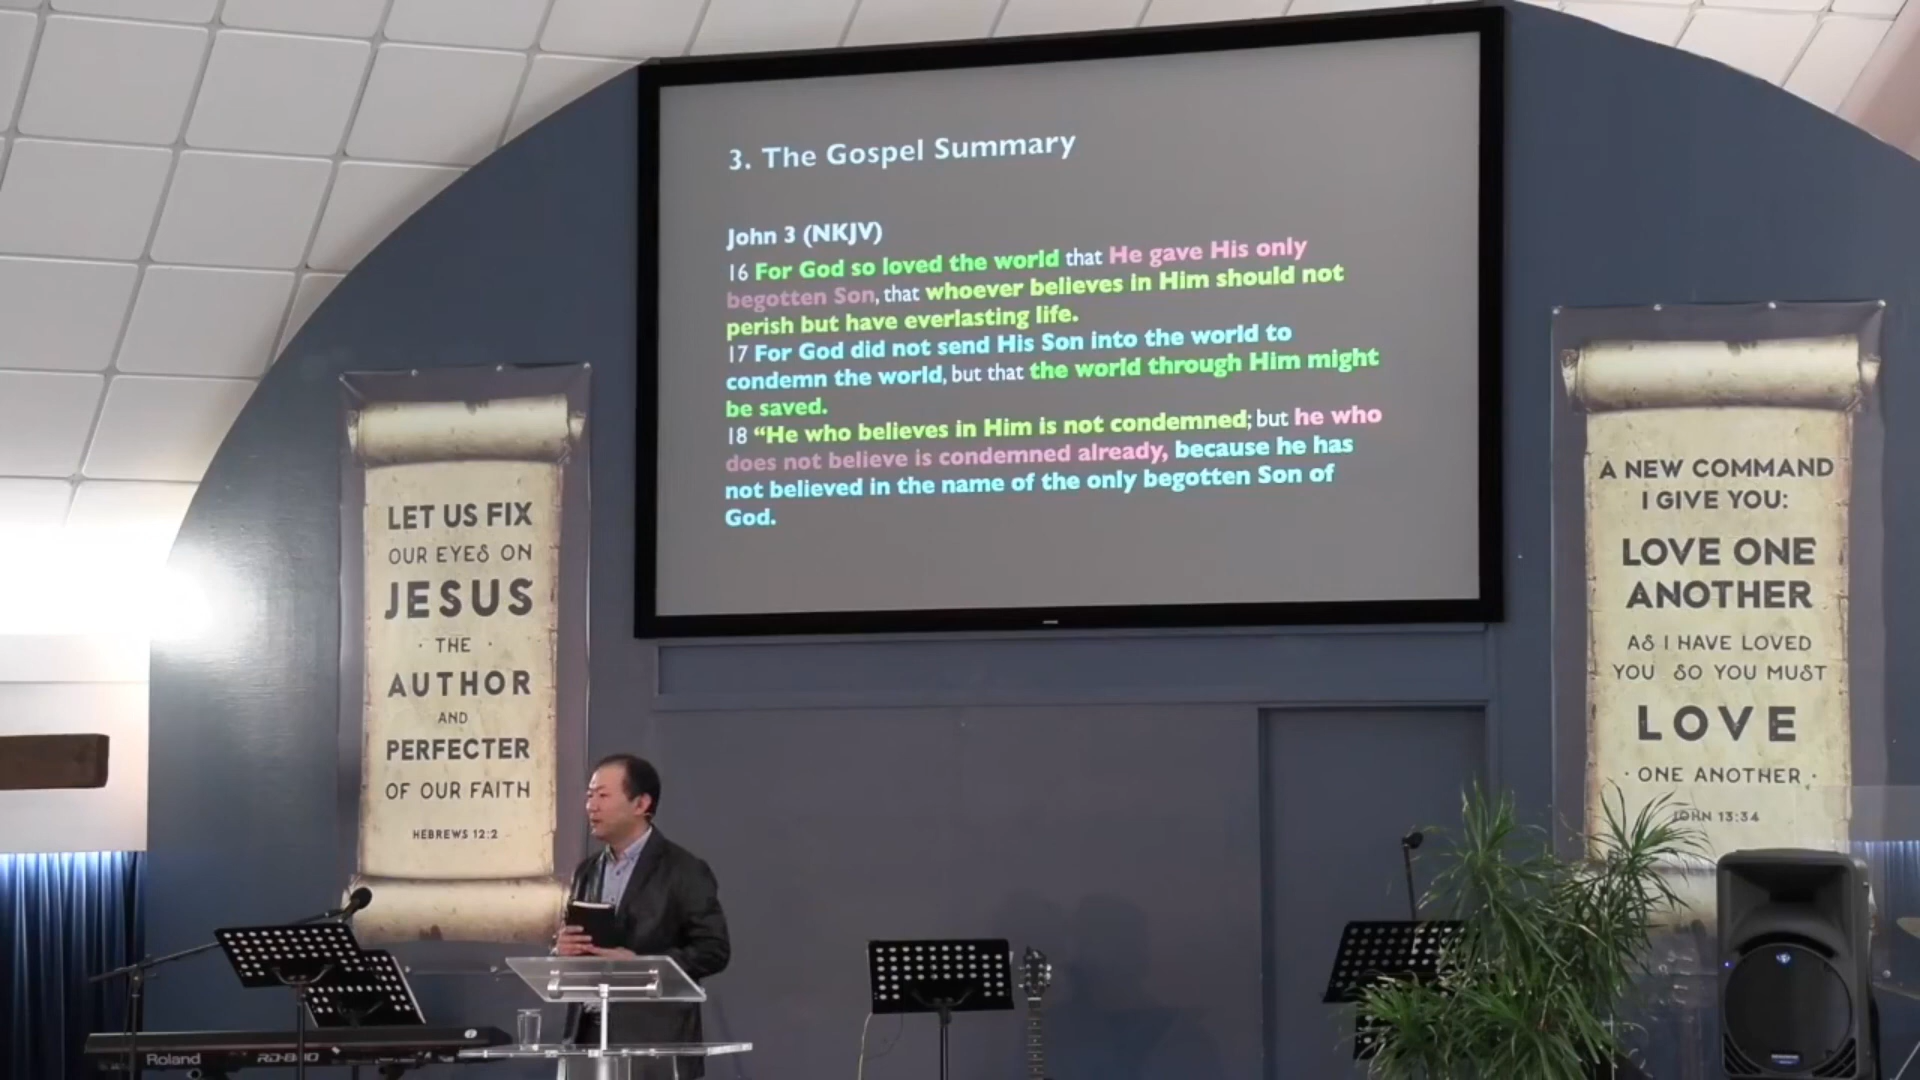 3. The Gospel Summary
John 3 (NKJV)
16 For God so loved the world that He gave His only
begotten Son, that whoever believes in Him should not
perish but have everlasting life.
17 For God did not send His Son into the world to
condemn the world, but that the world through Him might
be saved.
18 “He who believes in Him is not condemned; but he who
does not believe is condemned already, because he has
not believed in the name of the only begotten Son of
God.
LET US FIX
OUR EYES ON
JESUS
· THE ·
AUTHOR
AND
PERFECTER
OF OUR FAITH
HEBREWS 12:2
A NEW COMMAND
I GIVE YOU:
LOVE ONE
ANOTHER
AS I HAVE LOVED
YOU SO YOU MUST
LOVE
· ONE ANOTHER ·
JOHN 13:34
Roland
RD-800